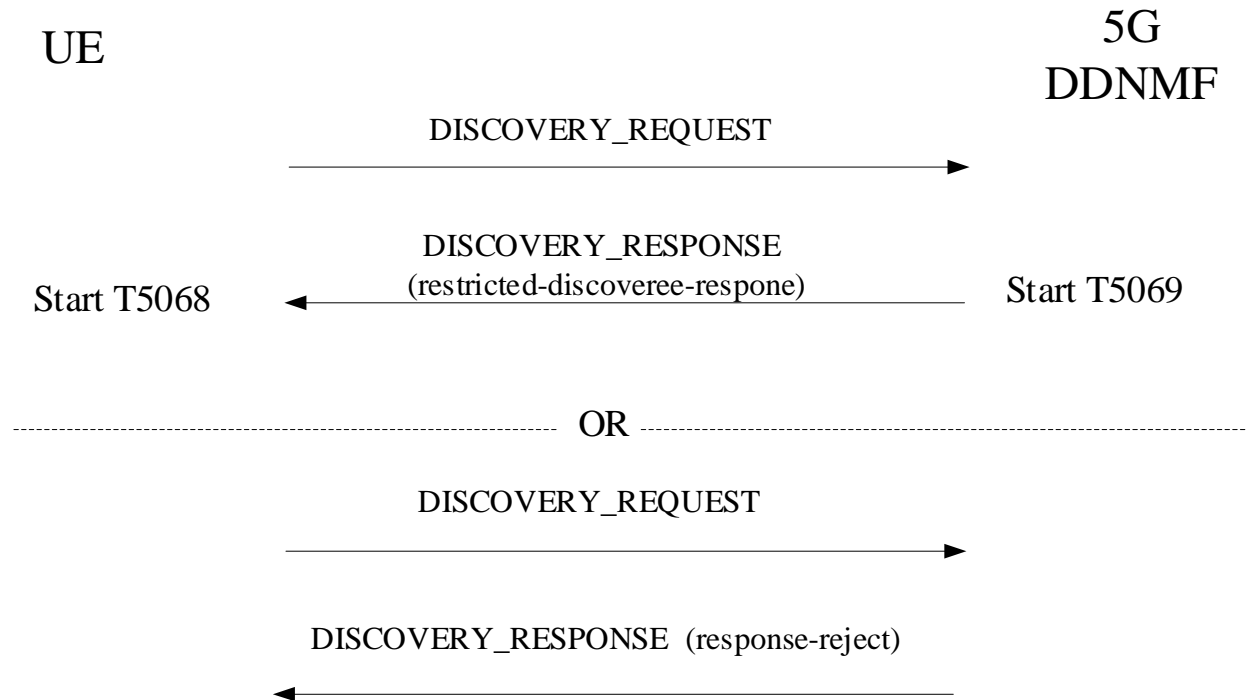 UE
5G
DDNMF
DISCOVERY_REQUEST
DISCOVERY_RESPONSE
(restricted-discoveree-respone)
Start T5068
Start T5069
OR
DISCOVERY_REQUEST
DISCOVERY_RESPONSE (response-reject)